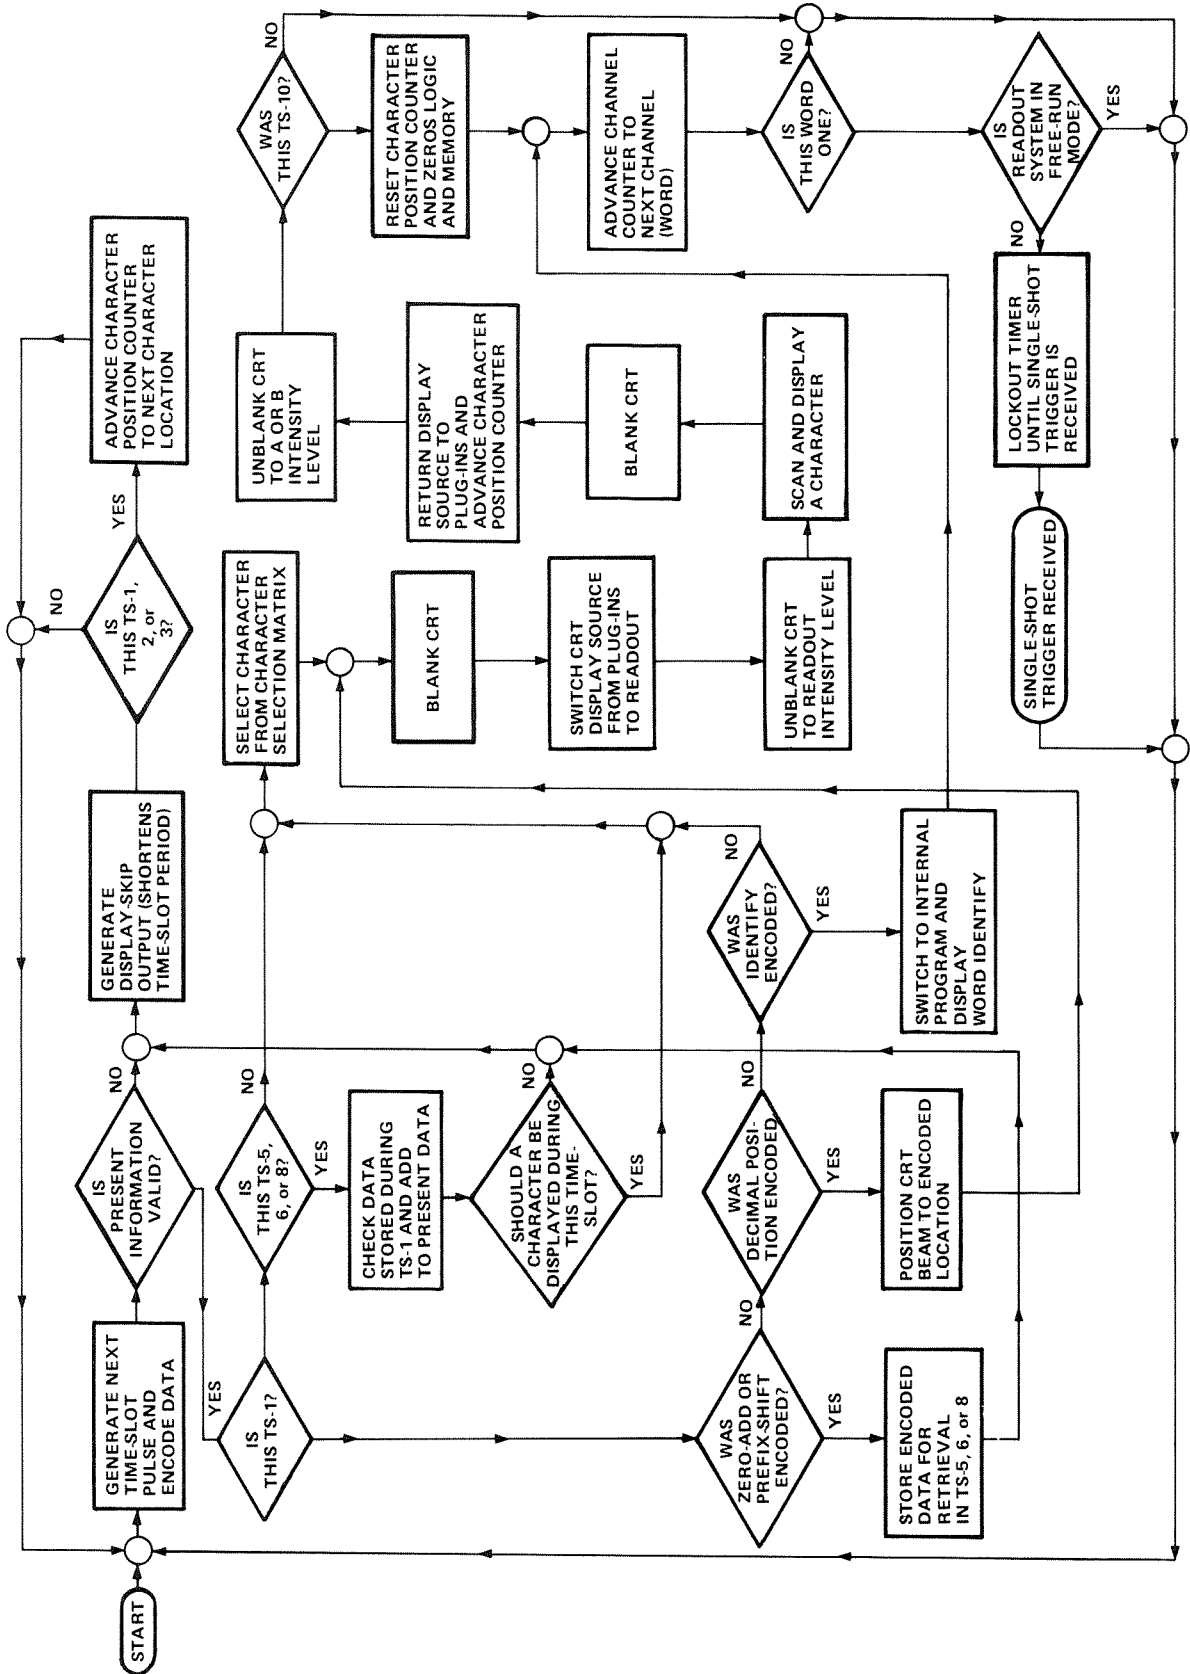 START
GENERATE NEXT
TIME-SLOT
PULSE AND
ENCODE DATA
IS
PRESENT
INFORMATION
VALID?
NO
YES
GENERATE
DISPLAY-SKIP
OUTPUT (SHORTENS
TIME-SLOT PERIOD)
IS
THIS TS-1,
2, or
3?
NO
YES
ADVANCE CHARACTER
POSITION COUNTER
TO NEXT CHARACTER
LOCATION
IS
THIS TS-1?
IS
THIS TS-5,
6, or 8?
NO
YES
CHECK DATA
STORED DURING
TS-1 AND ADD
TO PRESENT DATA
SHOULD A
CHARACTER BE
DISPLAYED DURING
THIS TIME-
SLOT?
NO
YES
WAS
ZERO-ADD OR
PREFIX-SHIFT
ENCODED?
NO
YES
STORE ENCODED
DATA FOR
RETRIEVAL
IN TS-5, 6, or 8
WAS
DECIMAL POSI-
TION ENCODED
NO
YES
POSITION CRT
BEAM TO ENCODED
LOCATION
WAS
IDENTIFY
ENCODED?
NO
YES
SWITCH TO INTERNAL
PROGRAM AND
DISPLAY
WORD IDENTIFY
SELECT CHARACTER
FROM CHARACTER
SELECTION MATRIX
BLANK CRT
SWITCH CRT
DISPLAY SOURCE
FROM PLUG-INS
TO READOUT
UNBLANK CRT
TO READOUT
INTENSITY LEVEL
SCAN AND DISPLAY
A CHARACTER
BLANK CRT
RETURN DISPLAY
SOURCE TO
PLUG-INS AND
ADVANCE CHARACTER
POSITION COUNTER
UNBLANK CRT
TO A OR B
INTENSITY
LEVEL
WAS
THIS TS-10?
NO
RESET CHARACTER
POSITION COUNTER
AND ZEROS LOGIC
AND MEMORY
ADVANCE CHANNEL
COUNTER TO
NEXT CHANNEL
(WORD)
IS
THIS WORD
ONE?
NO
IS
READOUT
SYSTEM IN
FREE-RUN
MODE?
YES
NO
LOCKOUT TIMER
UNTIL SINGLE-SHOT
TRIGGER IS
RECEIVED
SINGLE-SHOT
TRIGGER RECEIVED